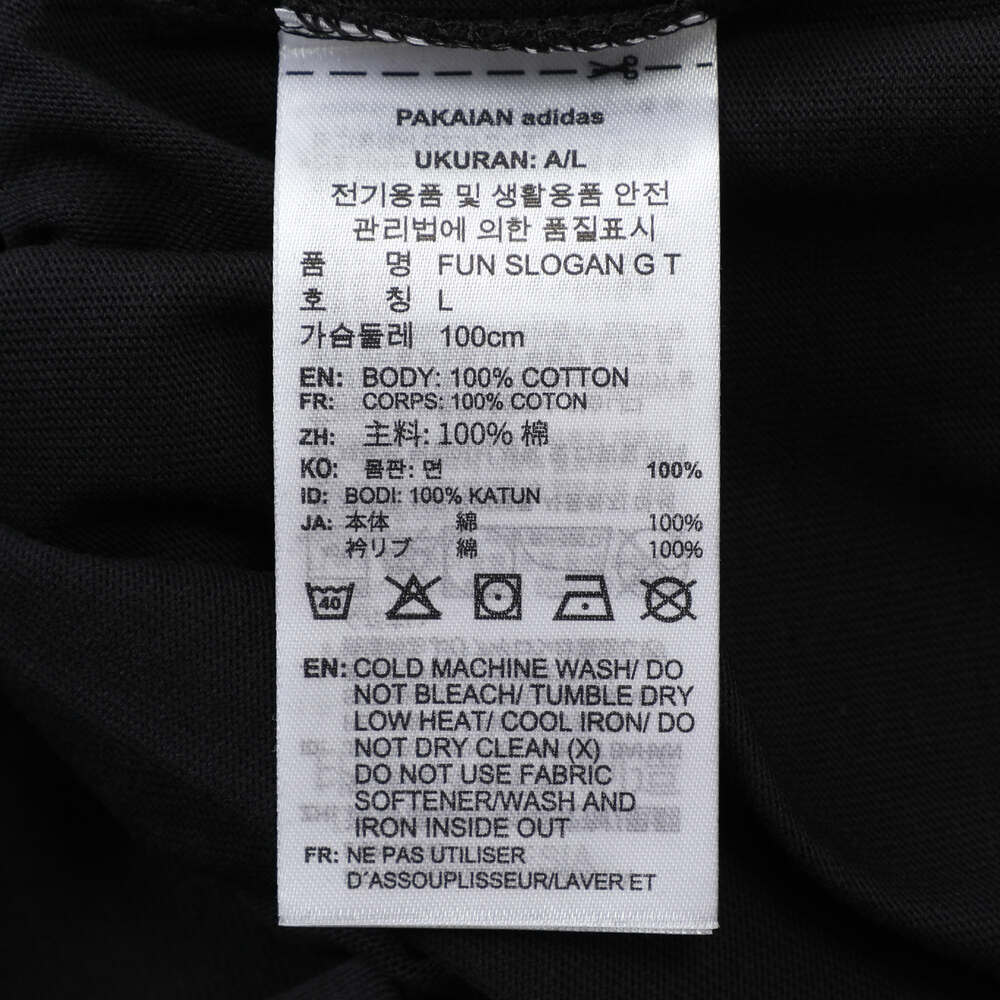 PAKAIAN adidas
UKURAN: A/L
전기용품 및 생활용품 안전
관리법에 의한 품질표시
품 명 FUN SLOGAN G T
호 칭 L
가슴둘레 100cm
EN: BODY: 100% COTTON
FR: CORPS: 100% COTON
ZH: 主料: 100% 棉
KO: 몸판: 면 100%
ID: BODI: 100% KATUN
JA: 本体 綿 100%
衿リブ 綿 100%
40
EN: COLD MACHINE WASH/ DO
NOT BLEACH/ TUMBLE DRY
LOW HEAT/ COOL IRON/ DO
NOT DRY CLEAN (X)
DO NOT USE FABRIC
SOFTENER/WASH AND
IRON INSIDE OUT
FR: NE PAS UTILISER
D´ASSOUPLISSEUR/LAVER ET